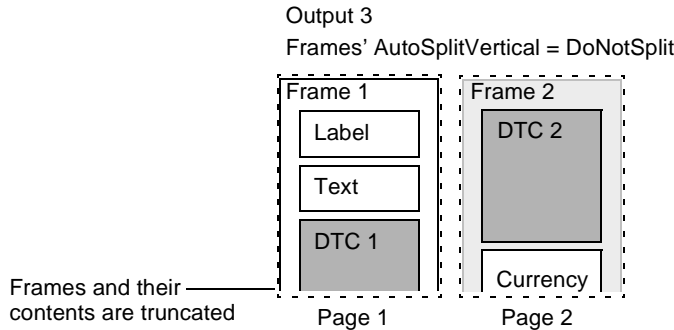 Output 3
Frames’ AutoSplitVertical = DoNotSplit
Frame 1
Frame 2
Label
DTC 2
Text
DTC 1
Currency
Frames and their
contents are truncated
Page 1
Page 2